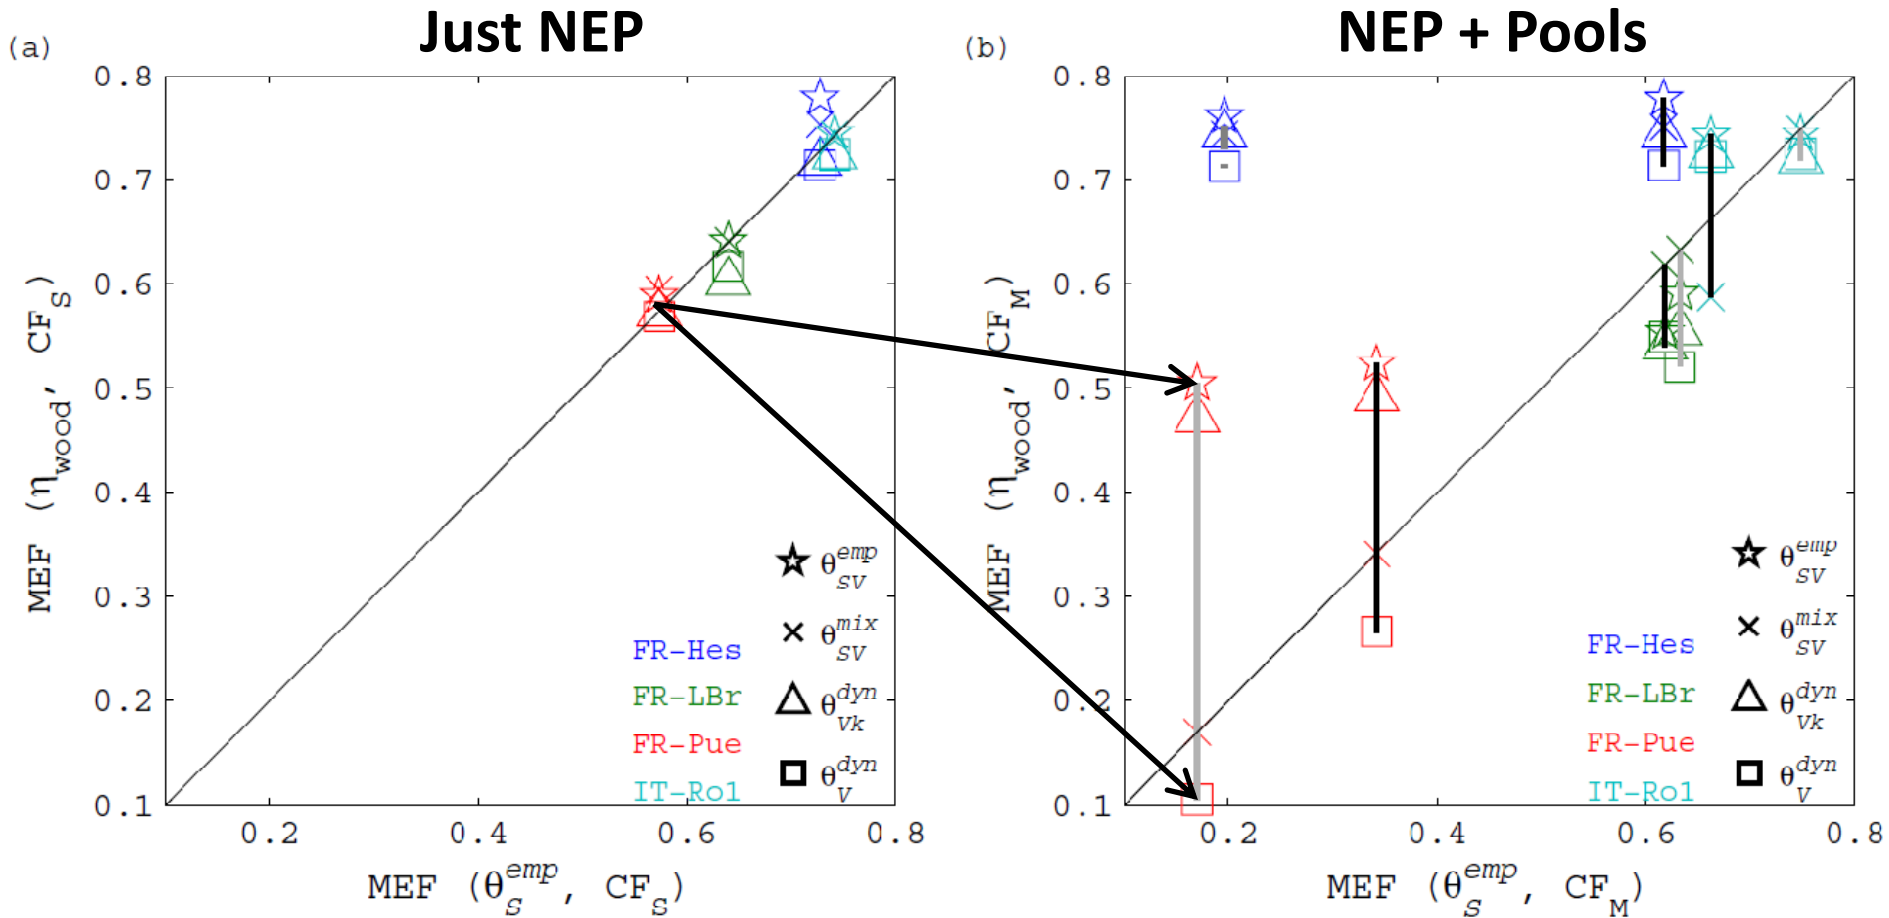 Just NEP
NEP + Pools
(a)
(b)
0.8
0.7
0.6
0.5
0.4
0.3
0.2
0.1
0.2
0.4
0.6
0.8
MEF (ηwood, CFS)
MEF (θSemp, CFS)
FR-Hes
FR-LBr
FR-Pue
IT-Ro1
θSVemp
θSVmix
θVkdyn
θVdyn
0.8
0.7
0.6
0.5
0.4
0.3
0.2
0.1
0.2
0.4
0.6
0.8
MEF (ηwood, CFM)
MEF (θSemp, CFM)
FR-Hes
FR-LBr
FR-Pue
IT-Ro1
θSVemp
θSVmix
θVkdyn
θVdyn